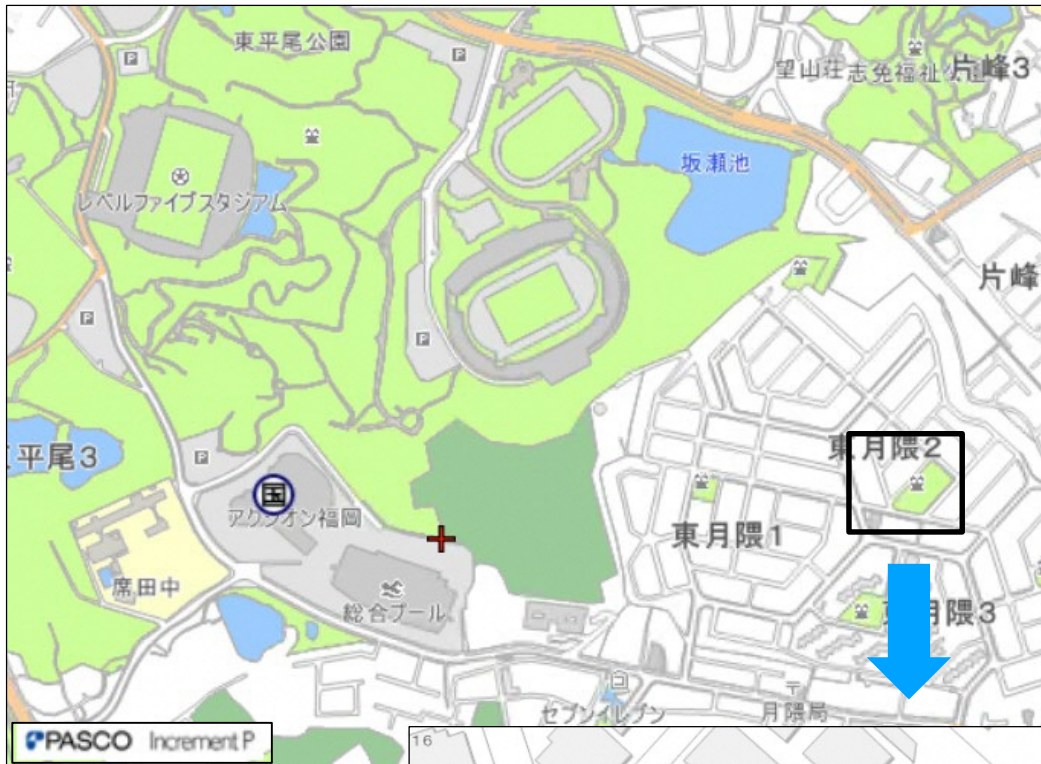 東平尾公園
P
P
望山荘
志免福祉公園
片峰3
坂瀬池
レベルファイブスタジアム
片峰
P
P
平尾3
P
国
アクシオン福岡
東月隈2
東月隈1
席田中
総合プール
月隈3
セブンイレブン
月隈局
PASCO Increment P
16